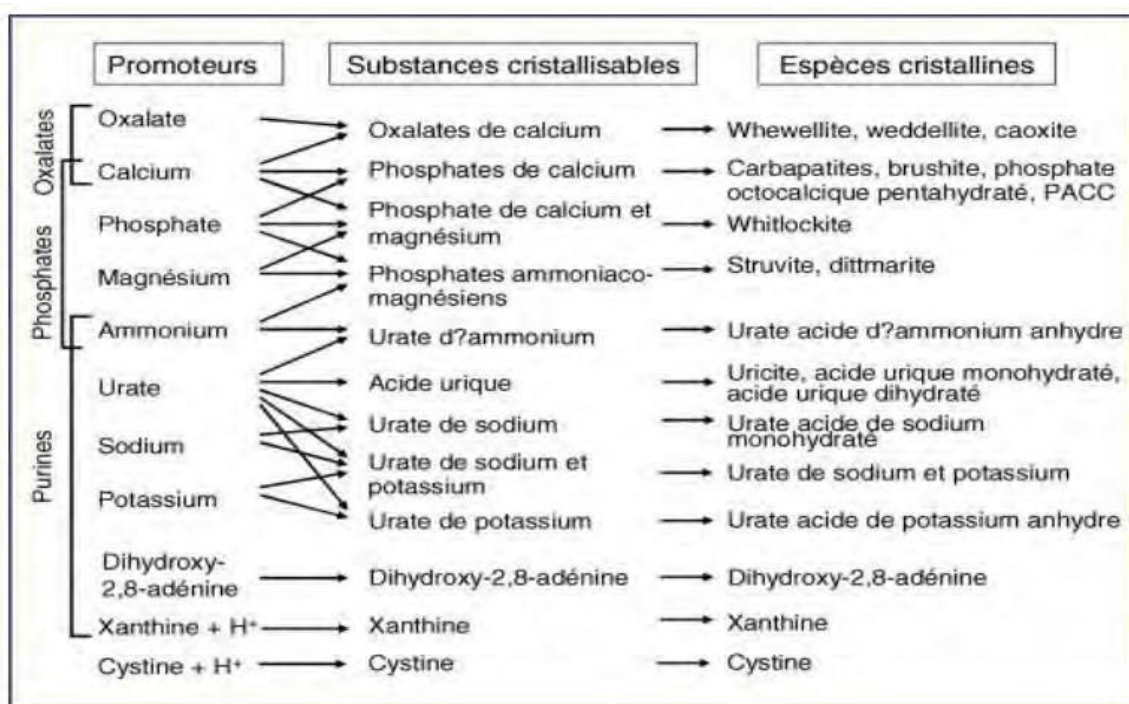 Promoteurs
Substances cristallisables
Espèces cristallines
Oxalates
Phosphates
Purines
Oxalate
Calcium
Phosphate
Magnésium
Ammonium
Urate
Sodium
Potassium
Dihydroxy-
2,8-adénine
Xanthine + H+
Cystine + H+
Oxalates de calcium
Phosphates de calcium
Phosphate de calcium et
magnésium
Phosphates ammoniaco-
magnésiens
Urate d?ammonium
Acide urique
Urate de sodium
Urate de sodium et
potassium
Urate de potassium
Dihydroxy-2,8-adénine
Xanthine
Cystine
Whewellite, weddellite, caoxite
Carbapatites, brushite, phosphate
octocalcique pentahydraté, PACC
Whitlockite
Struvite, dittmarite
Urate acide d?ammonium anhydre
Uricite, acide urique monohydraté,
acide urique dihydraté
Urate acide de sodium
monohydraté
Urate de sodium et potassium
Urate acide de potassium anhydre
Dihydroxy-2,8-adénine
Xanthine
Cystine